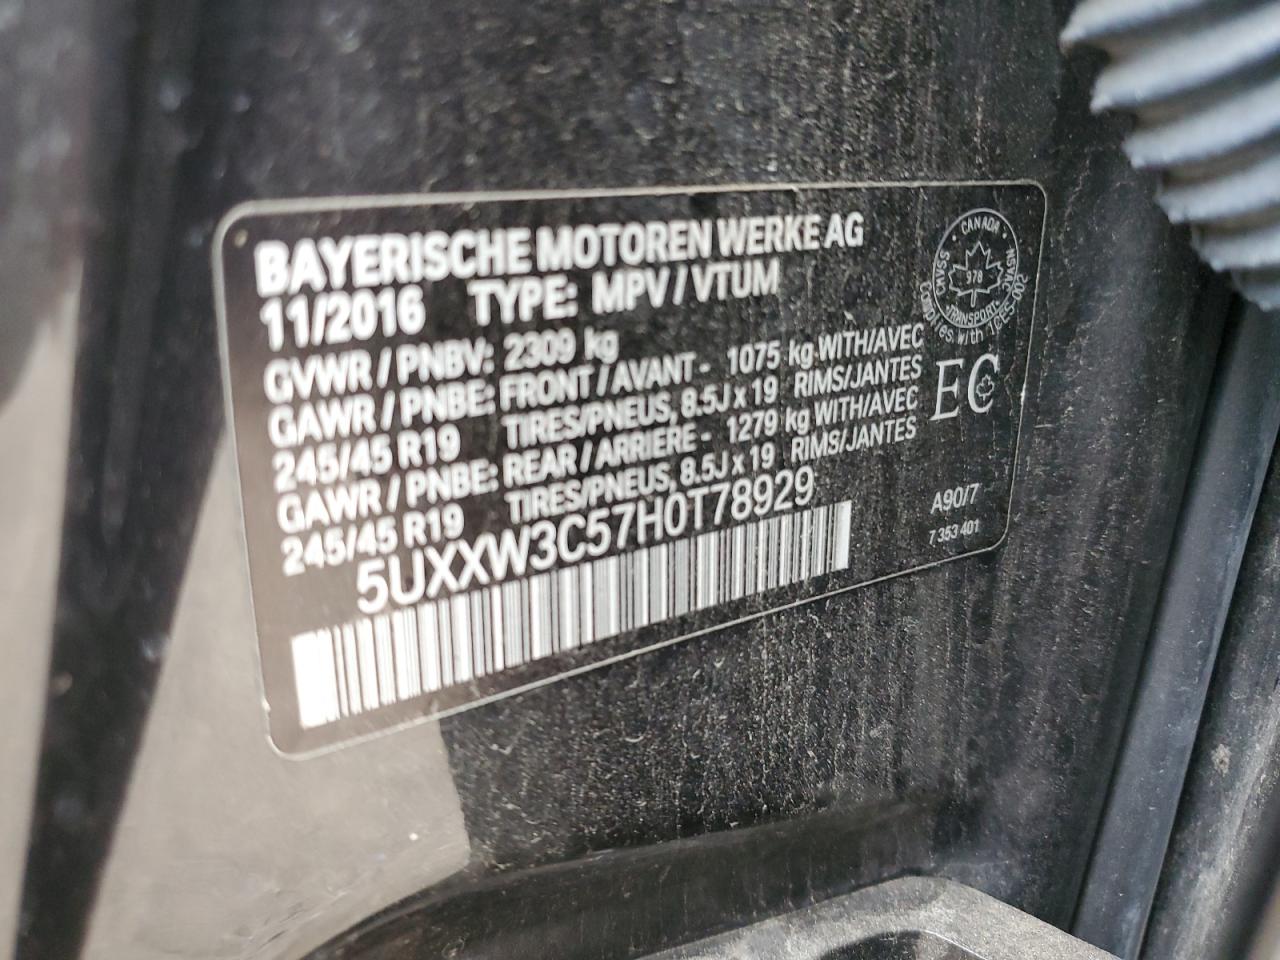 BAYERISCHE MOTOREN WERKE AG
11/2016 TYPE: MPV / VTUM
GVWR / PNBV: 2309 kg
GAWR / PNBE: FRONT / AVANT - 1075 kg WITH/AVEC
245/45 R19 TIRES/PNEUS, 8.5J x 19 RIMS/JANTES
GAWR / PNBE: REAR / ARRIERE - 1279 kg WITH/AVEC
245/45 R19 TIRES/PNEUS, 8.5J x 19 RIMS/JANTES
5UXXW3C57H0T78929
CANADA
978
TRANSPORT
EC
A90/7
7 353 401